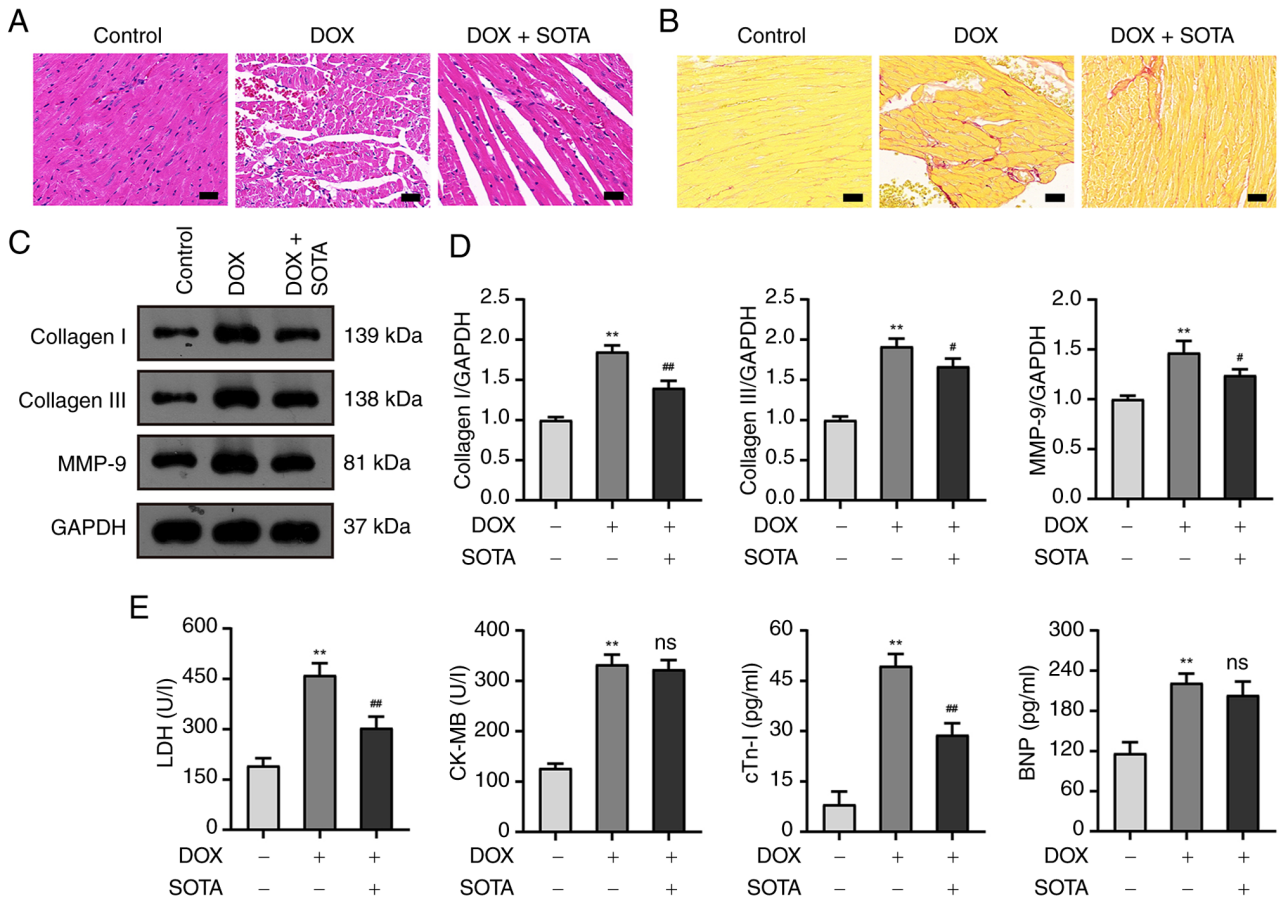 A
Control
DOX
DOX + SOTA
B
Control
DOX
DOX + SOTA
C
Control
DOX
DOX +
SOTA
Collagen I
139 kDa
Collagen III
138 kDa
MMP-9
81 kDa
GAPDH
37 kDa
D
Collagen I/GAPDH
2.5
2.0
1.5
1.0
0.5
0.0
**
##
DOX
– + +
SOTA
– – +
Collagen III/GAPDH
2.5
2.0
1.5
1.0
0.5
0.0
**
#
DOX
– + +
SOTA
– – +
MMP-9/GAPDH
2.0
1.5
1.0
0.5
0.0
**
#
DOX
– + +
SOTA
– – +
E
LDH (U/l)
600
450
300
150
0
**
##
DOX
– + +
SOTA
– – +
CK-MB (U/l)
400
300
200
100
0
**
ns
DOX
– + +
SOTA
– – +
cTn-I (pg/ml)
60
45
30
15
0
**
##
DOX
– + +
SOTA
– – +
BNP (pg/ml)
300
240
180
120
60
0
**
ns
DOX
– + +
SOTA
– – +